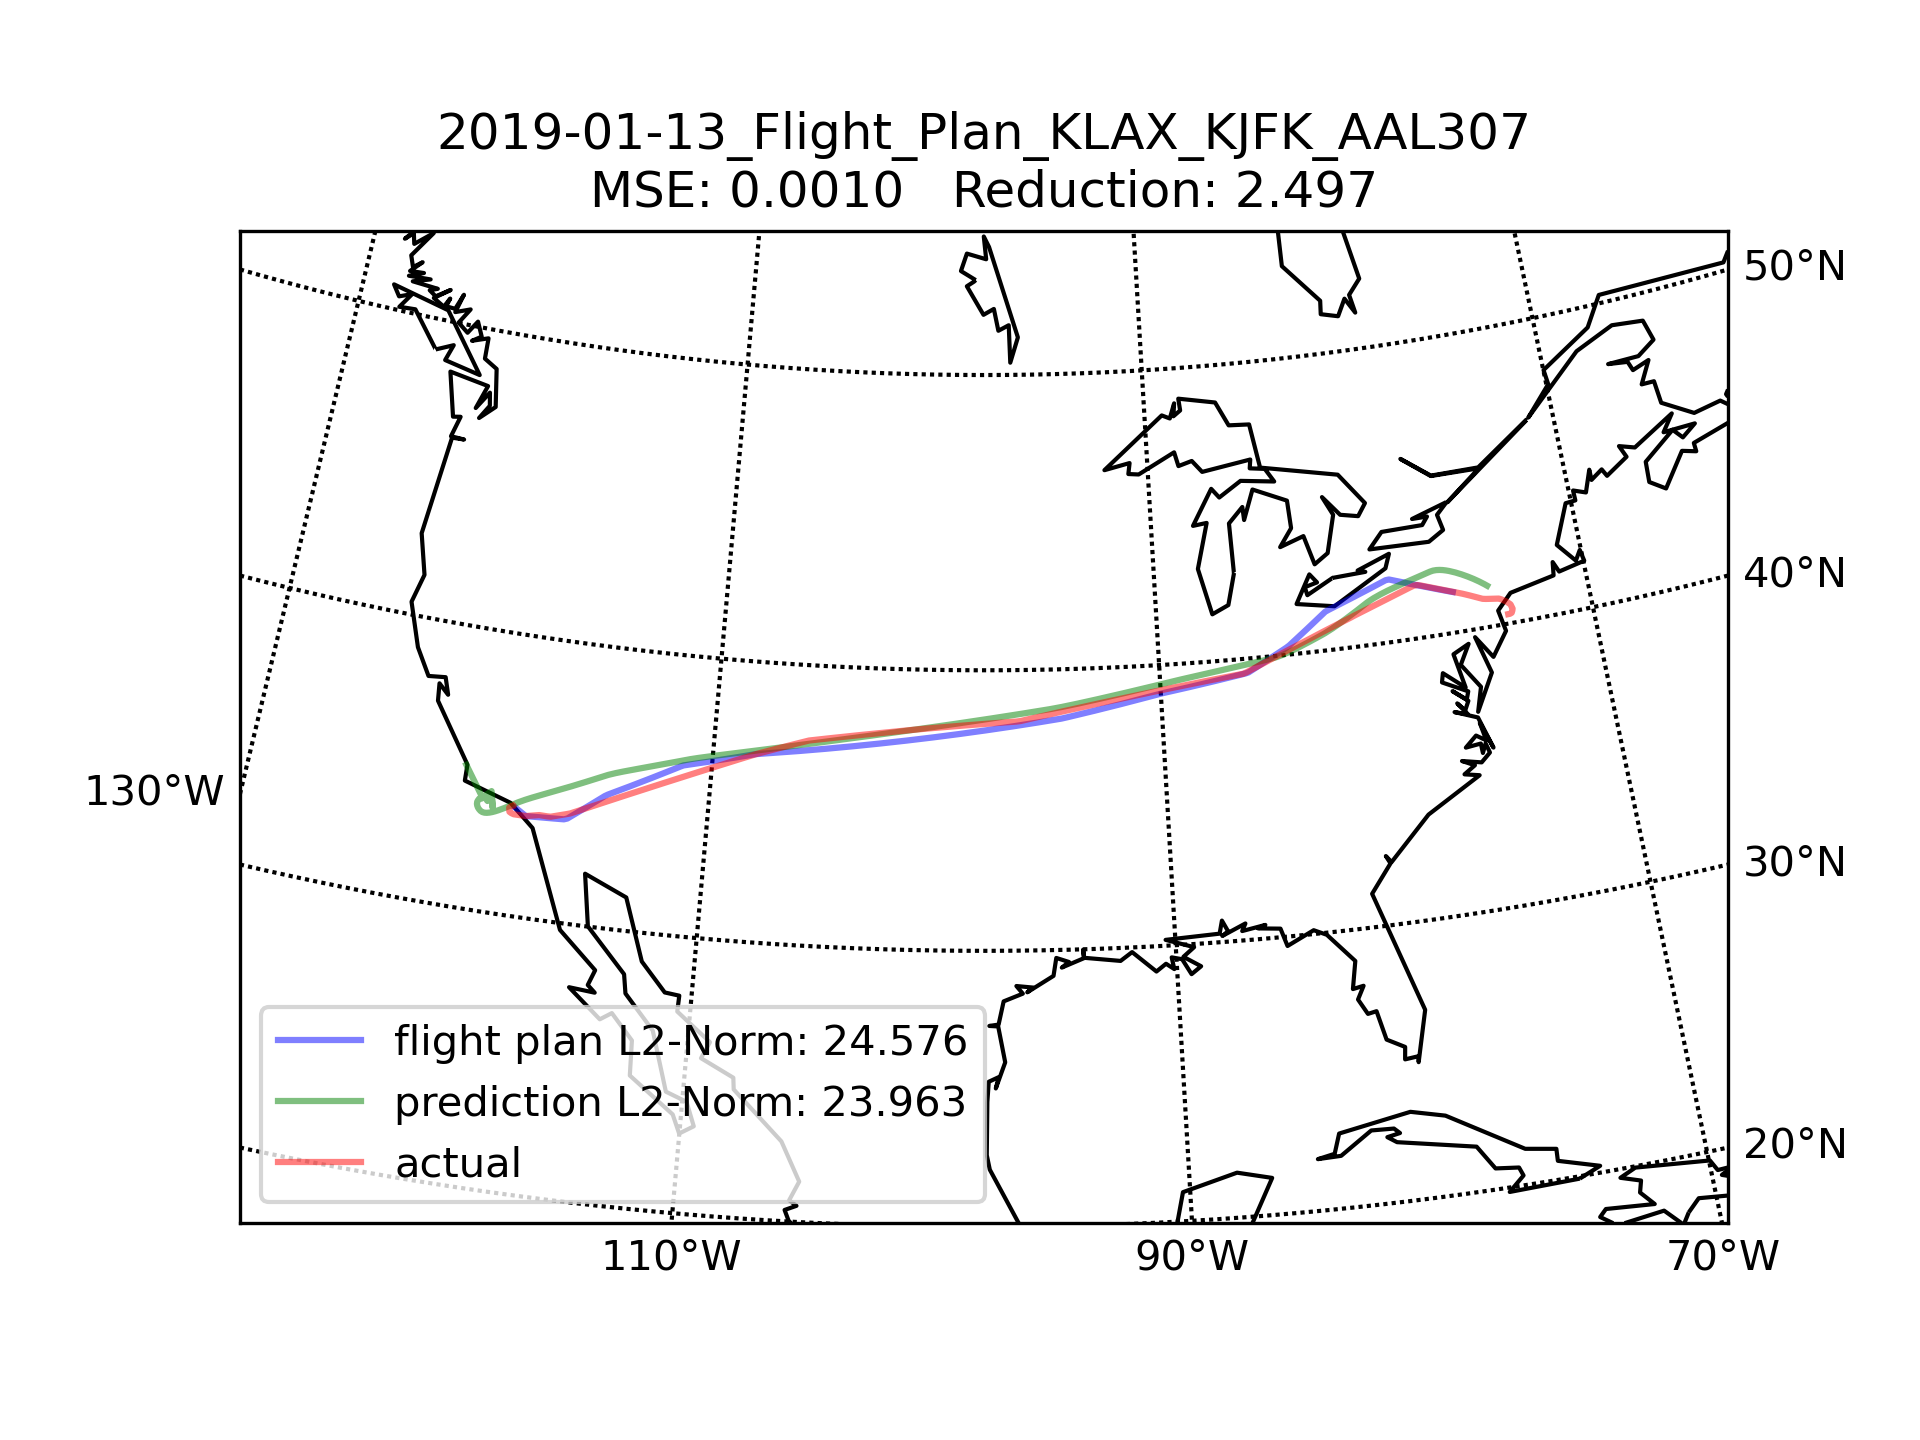 2019-01-13_Flight_Plan_KLAX_KJFK_AAL307
MSE: 0.0010   Reduction: 2.497
50°N
40°N
130°W
30°N
flight plan L2-Norm: 24.576
prediction L2-Norm: 23.963
actual
20°N
110°W
90°W
70°W